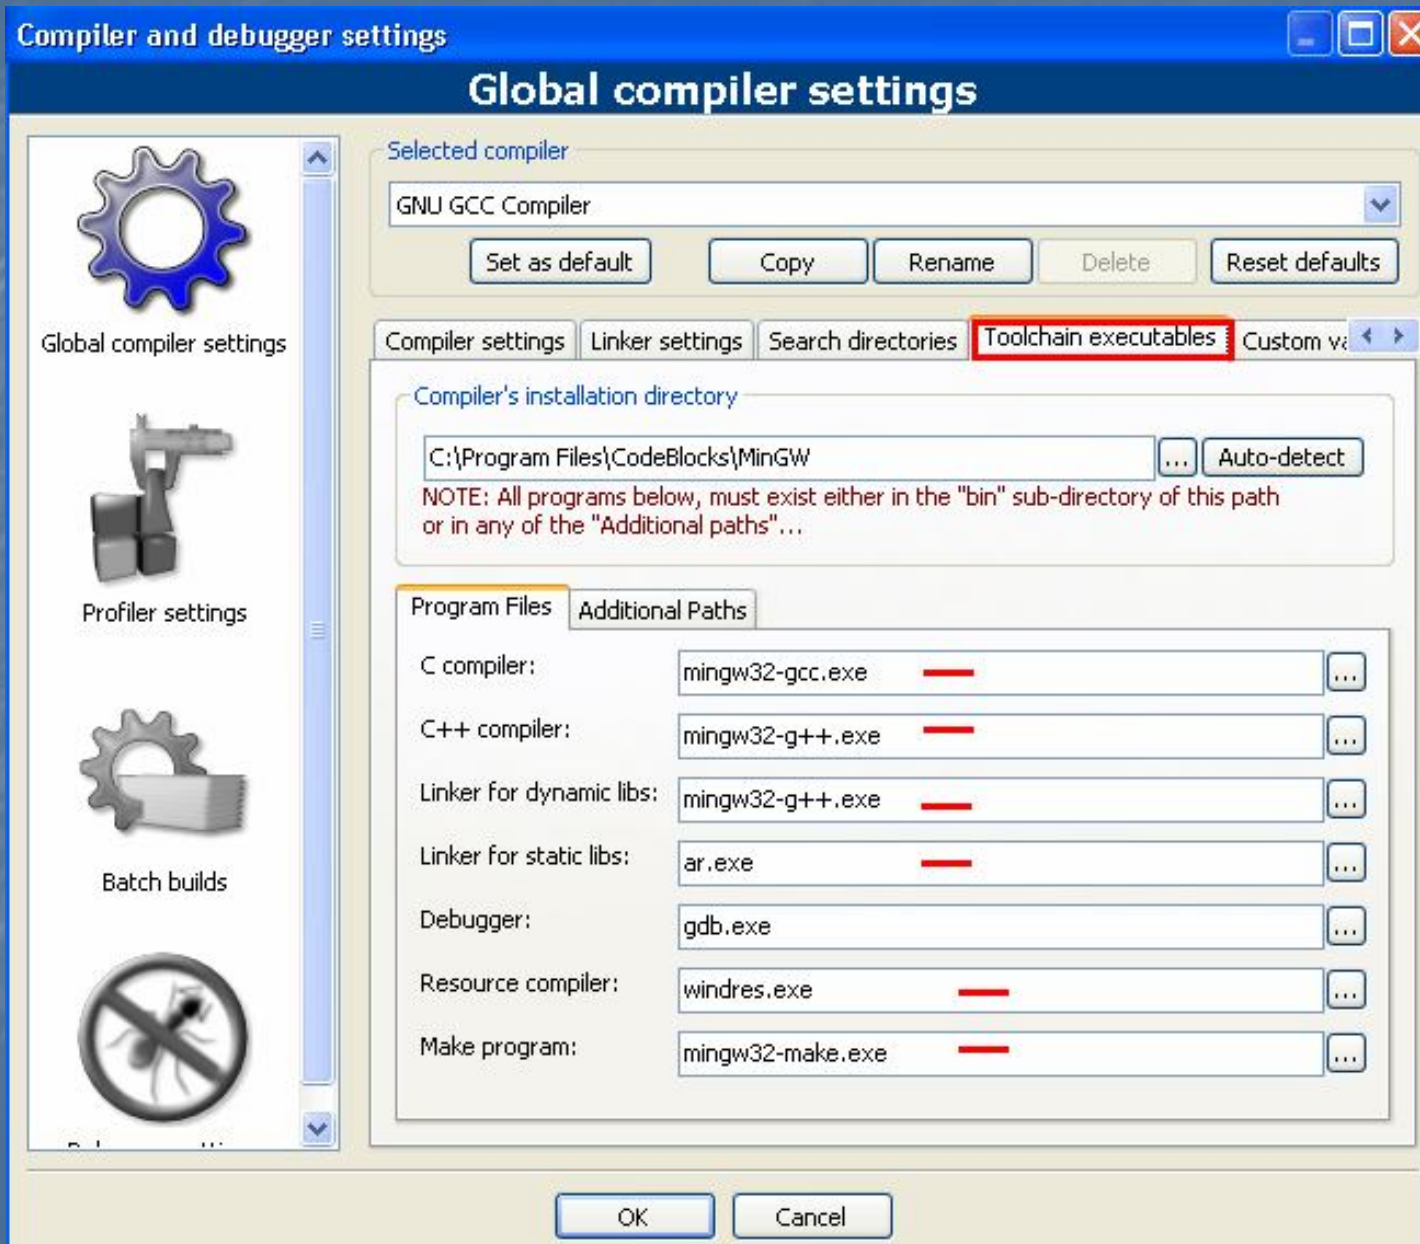 Compiler and debugger settings
Global compiler settings
Global compiler settings
Profiler settings
Batch builds
Selected compiler
GNU GCC Compiler
Set as default
Copy
Rename
Delete
Reset defaults
Compiler settings
Linker settings
Search directories
Toolchain executables
Custom
Compiler's installation directory
C:\Program Files\CodeBlocks\MinGW
...
Auto-detect
NOTE: All programs below, must exist either in the "bin" sub-directory of this path
or in any of the "Additional paths"...
Program Files
Additional Paths
C compiler:
mingw32-gcc.exe
...
C++ compiler:
mingw32-g++.exe
...
Linker for dynamic libs:
mingw32-g++.exe
...
Linker for static libs:
ar.exe
...
Debugger:
gdb.exe
...
Resource compiler:
windres.exe
...
Make program:
mingw32-make.exe
...
OK
Cancel